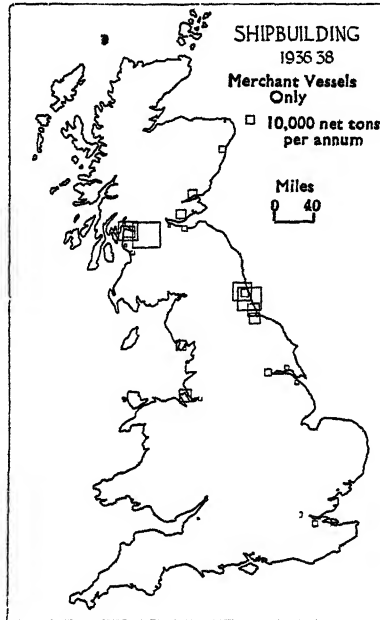 SHIPBUILDING
1936 38
Merchant Vessels
Only
10,000 net tons
per annum
Miles
0 40